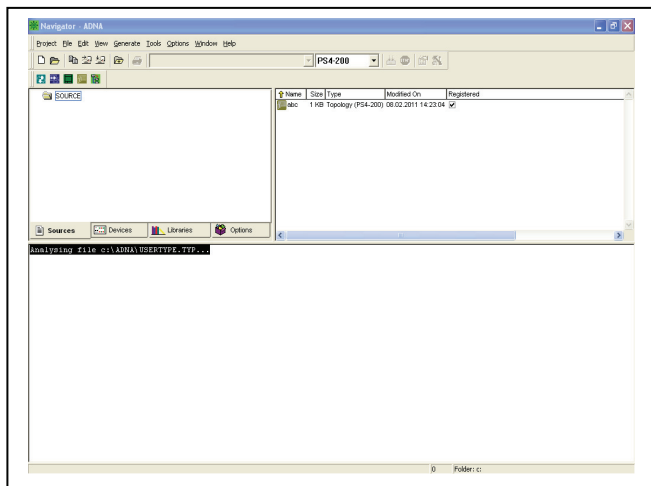 Navigator - ADNA
Project File Edit View Generate Tools Options Window Help
PS4-200
SOURCE
Name Size Type Modified On Registered
abc 1 KB Topology (PS4-200) 08.02.2011 14:23:04
Sources Devices Libraries Options
Analysing file c:\ADNA\USERTYPE.TYP...
0 Folder: c: